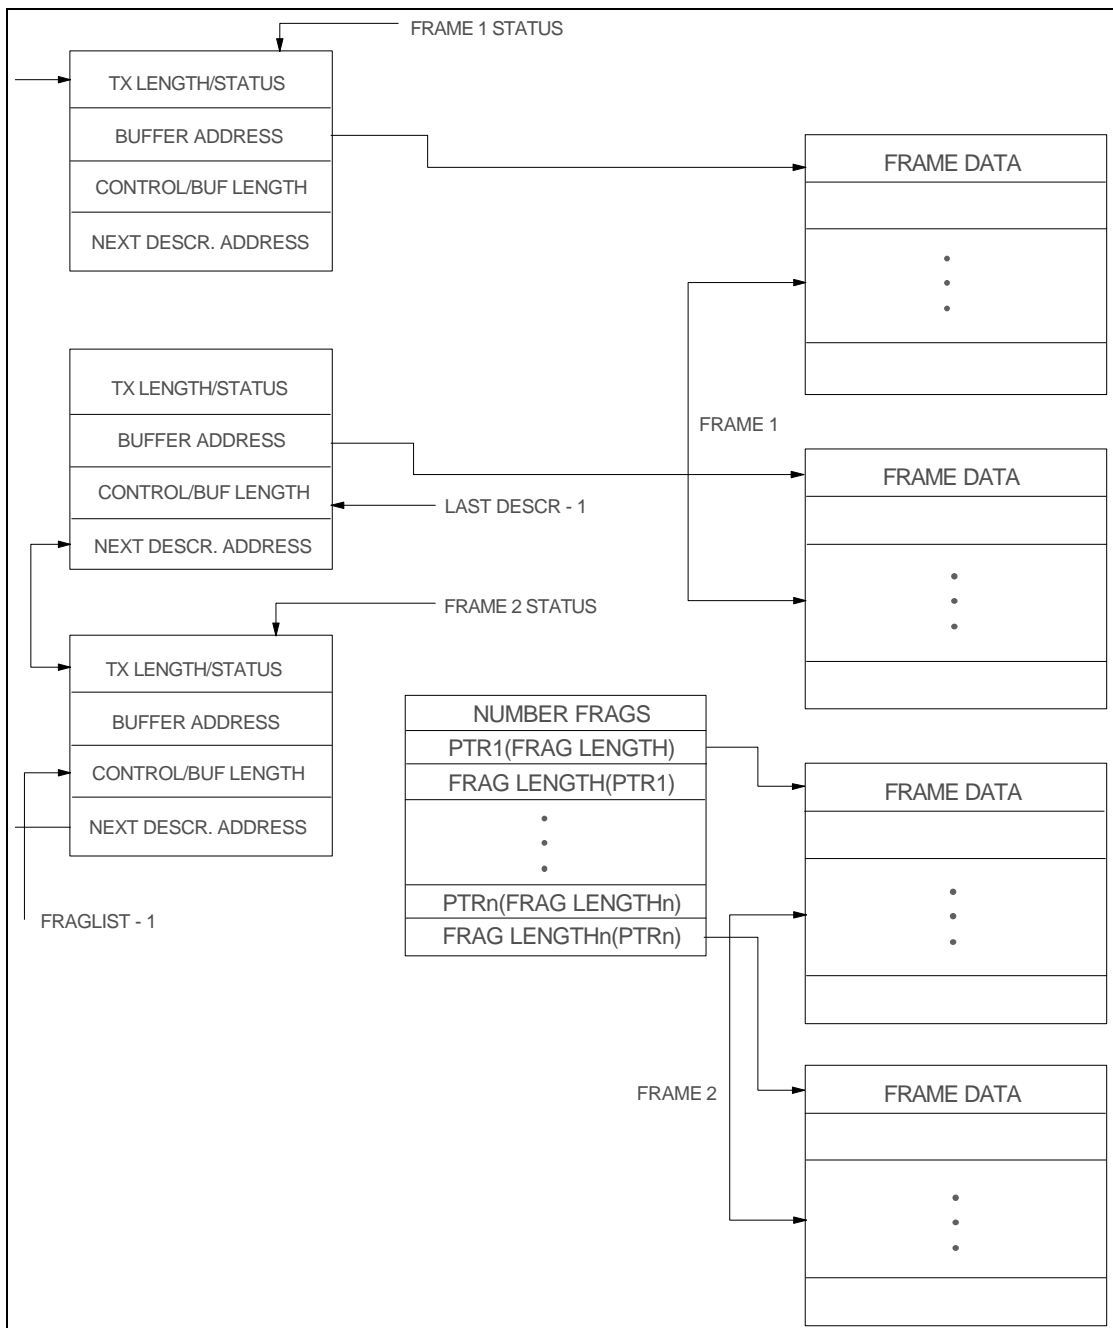 FRAME 1 STATUS
TX LENGTH/STATUS
BUFFER ADDRESS
CONTROL/BUF LENGTH
NEXT DESCR. ADDRESS
FRAME DATA
TX LENGTH/STATUS
BUFFER ADDRESS
CONTROL/BUF LENGTH
NEXT DESCR. ADDRESS
FRAME 1
LAST DESCR - 1
FRAME DATA
FRAME 2 STATUS
TX LENGTH/STATUS
BUFFER ADDRESS
CONTROL/BUF LENGTH
NEXT DESCR. ADDRESS
FRAGLIST - 1
NUMBER FRAGS
PTR1(FRAG LENGTH)
FRAG LENGTH(PTR1)
PTRn(FRAG LENGTHn)
FRAG LENGTHn(PTRn)
FRAME DATA
FRAME 2
FRAME DATA